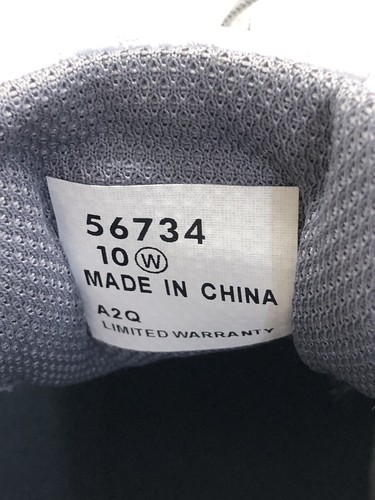 56734
10 W
MADE IN CHINA
A2Q
LIMITED WARRANTY